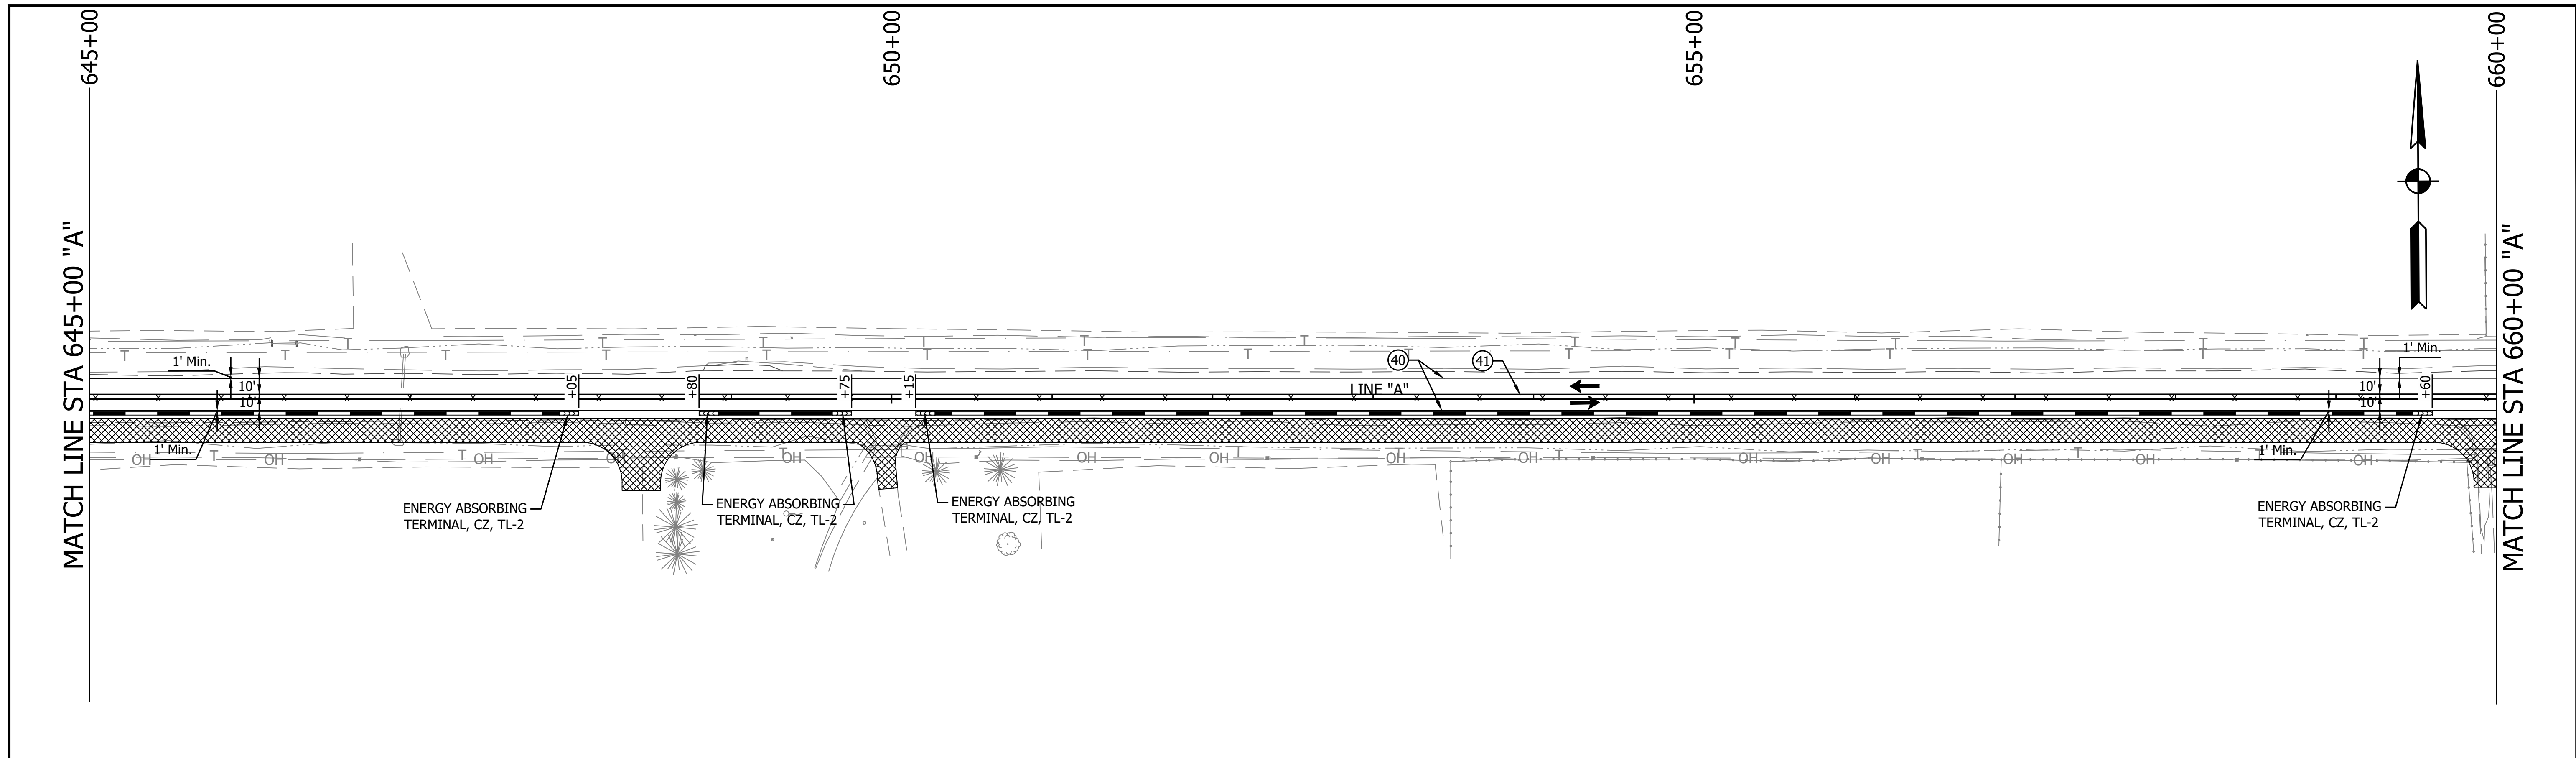 645+00
650+00
655+00
660+00
MATCH LINE STA 645+00 "A"
MATCH LINE STA 660+00 "A"
T T T T T T T T T T T T T T T
T T T T T T T T T T T T T T T
1' Min.
10'
10'
1' Min.
+05
+80
+75
+15
40
41
LINE "A"
1' Min.
10'
10'
+60
1' Min.
OH T OH T OH OH T OH OH T OH OH T OH OH T OH OH T OH T OH OH
ENERGY ABSORBING
TERMINAL, CZ, TL-2
ENERGY ABSORBING
TERMINAL, CZ, TL-2
ENERGY ABSORBING
TERMINAL, CZ, TL-2
ENERGY ABSORBING
TERMINAL, CZ, TL-2